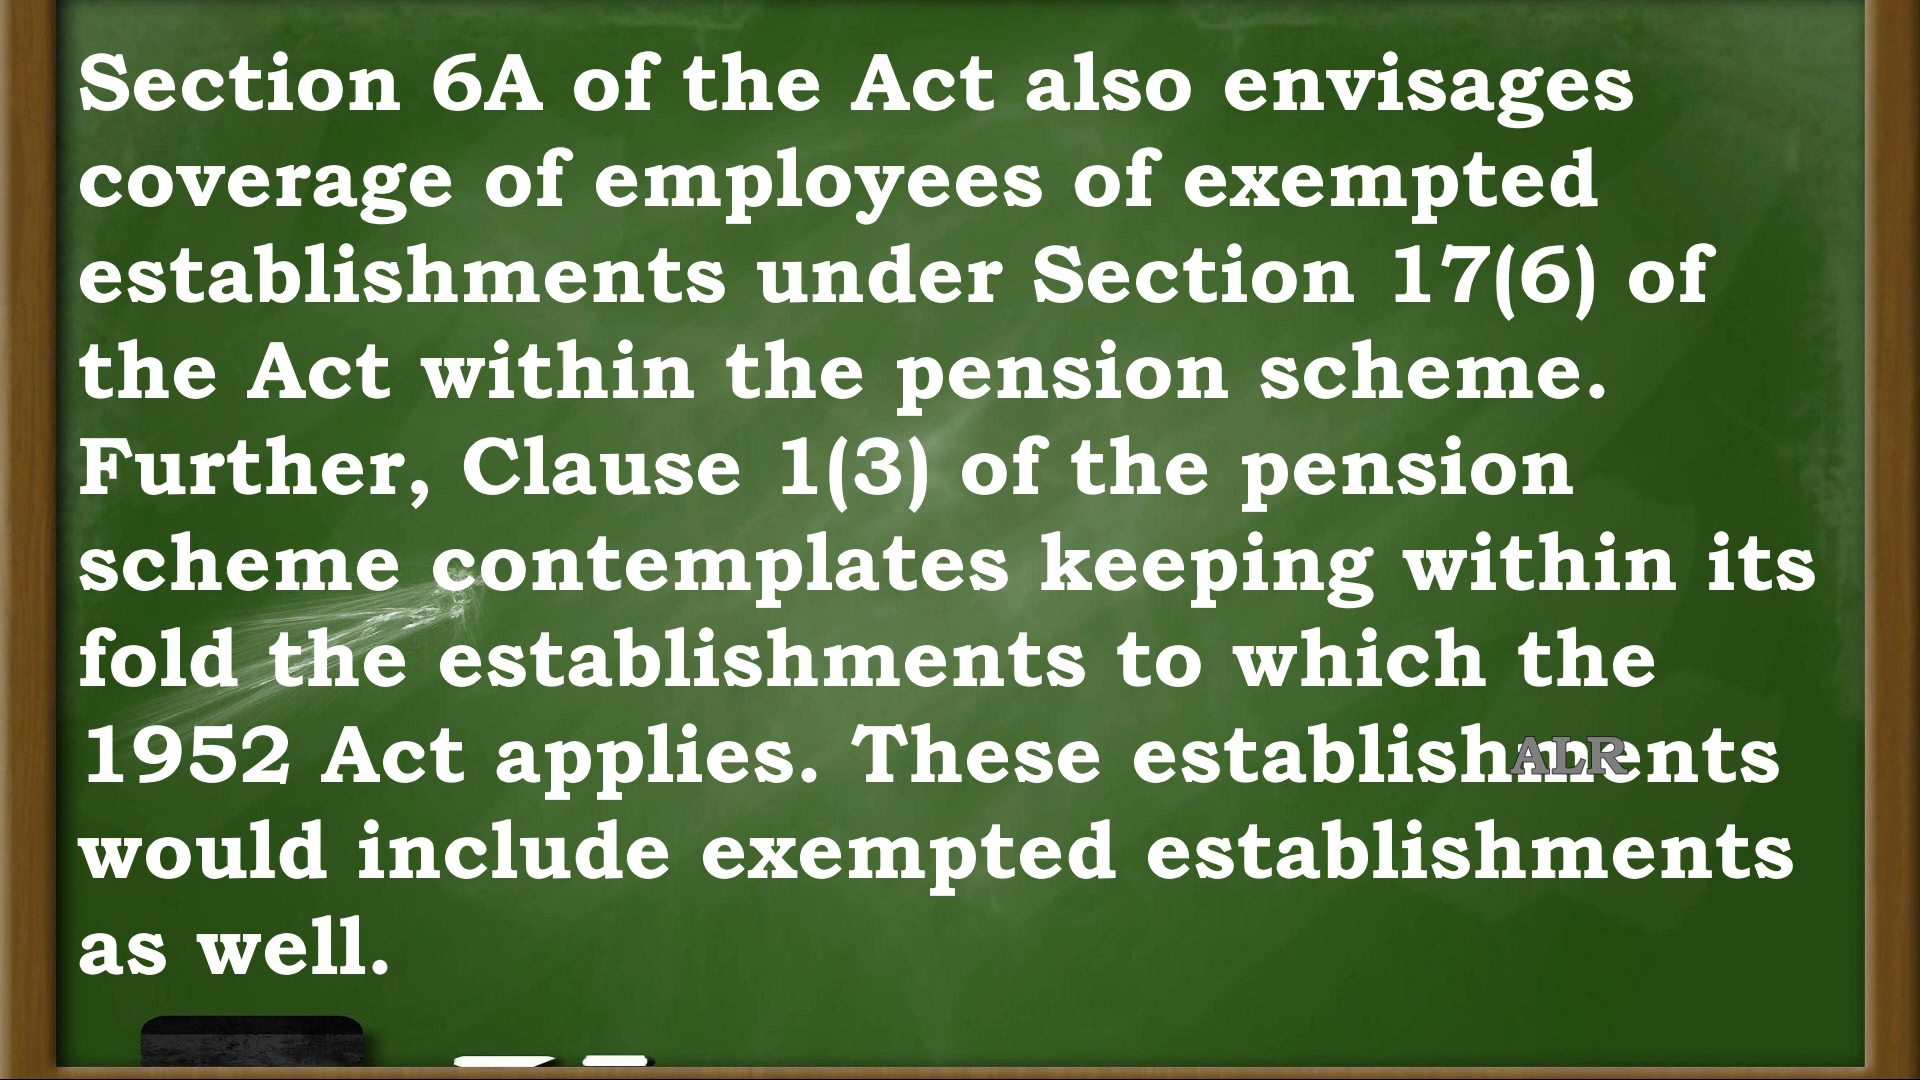 Section 6A of the Act also envisages
coverage of employees of exempted
establishments under Section 17(6) of
the Act within the pension scheme.
Further, Clause 1(3) of the pension
scheme contemplates keeping within its
fold the establishments to which the
1952 Act applies. These establishments
would include exempted establishments
as well.
ALR